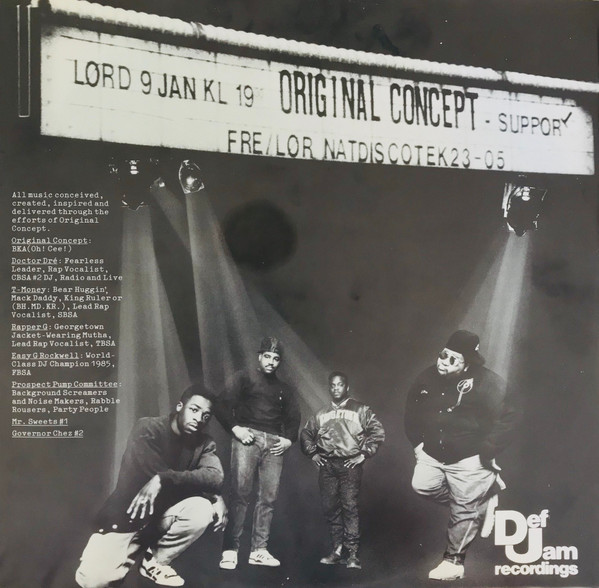 LØRD 9 JAN KL 19 ORIGINAL CONCEPT - SUPPORT
FRE/LØR NATDISCOTEK 23-05
All music conceived,
created, inspired and
delivered through the
efforts of Original
Concept.
Original Concept:
BKA(Oh! Cee!)
Doctor Dré: Fearless
Leader, Rap Vocalist,
CBSA #2 DJ, Radio and Live
T-Money: Bear Huggin',
Mack Daddy, King Ruler or
(BH.MD.KR.), Lead Rap
Vocalist, SBSA
Rapper G: Georgetown
Jacket-Wearing Mutha,
Lead Rap Vocalist, TBSA
Easy G Rockwell: World-
Class DJ Champion 1985,
FBSA
Prospect Pump Committee:
Background Screamers
and Noise Makers, Rabble
Rousers, Party People
Mr. Sweets #1
Governor Chez #2
Def
Jam
recordings